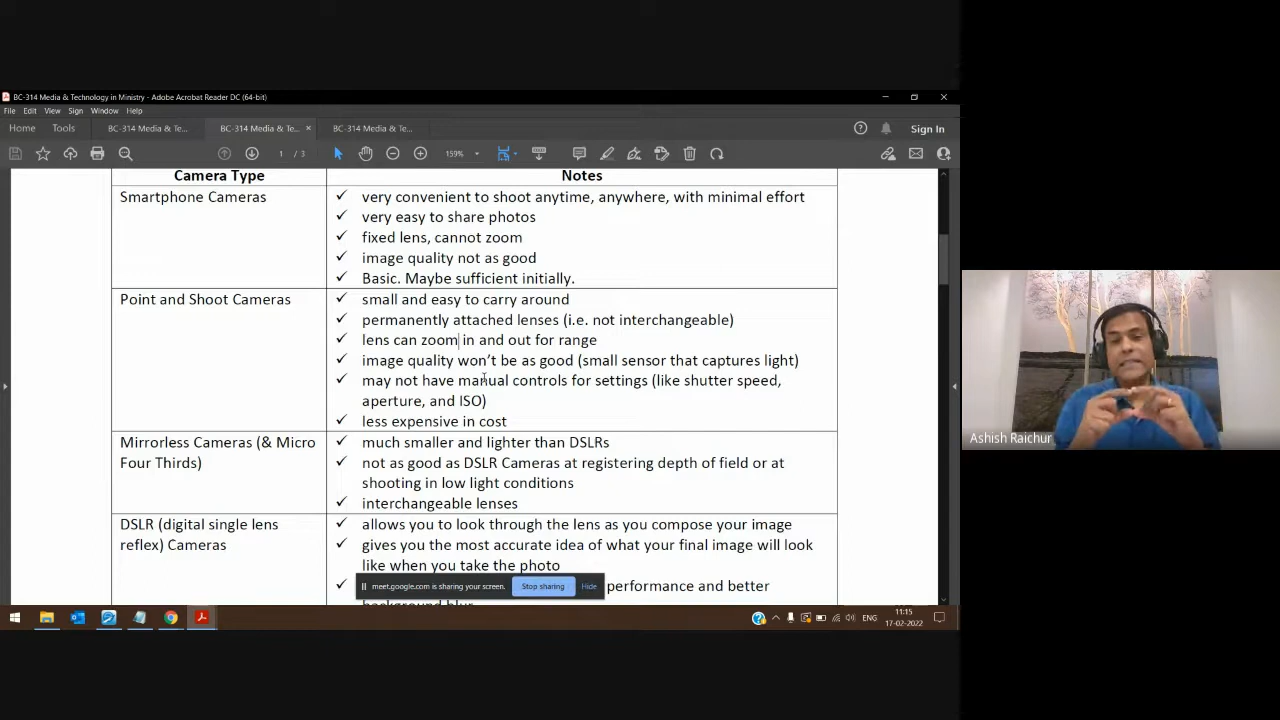 BC-314 Media & Technology in Ministry - Adobe Acrobat Reader DC (64-bit)
File Edit View Sign Window Help
Home Tools BC-314 Media & Te... BC-314 Media & Te... × BC-314 Media & Te... Sign In
1 / 3 159%
Camera Type Notes
Smartphone Cameras ✓ very convenient to shoot anytime, anywhere, with minimal effort
✓ very easy to share photos
✓ fixed lens, cannot zoom
✓ image quality not as good
✓ Basic. Maybe sufficient initially.
Point and Shoot Cameras ✓ small and easy to carry around
✓ permanently attached lenses (i.e. not interchangeable)
✓ lens can zoom in and out for range
✓ image quality won't be as good (small sensor that captures light)
✓ may not have manual controls for settings (like shutter speed,
aperture, and ISO)
✓ less expensive in cost
Mirrorless Cameras (& Micro ✓ much smaller and lighter than DSLRs
Four Thirds) ✓ not as good as DSLR Cameras at registering depth of field or at
shooting in low light conditions
✓ interchangeable lenses
DSLR (digital single lens ✓ allows you to look through the lens as you compose your image
reflex) Cameras ✓ gives you the most accurate idea of what your final image will look
like when you take the photo
✓ performance and better
background blur
meet.google.com is sharing your screen. Stop sharing Hide
Ashish Raichur
ENG 11:15
17-02-2022